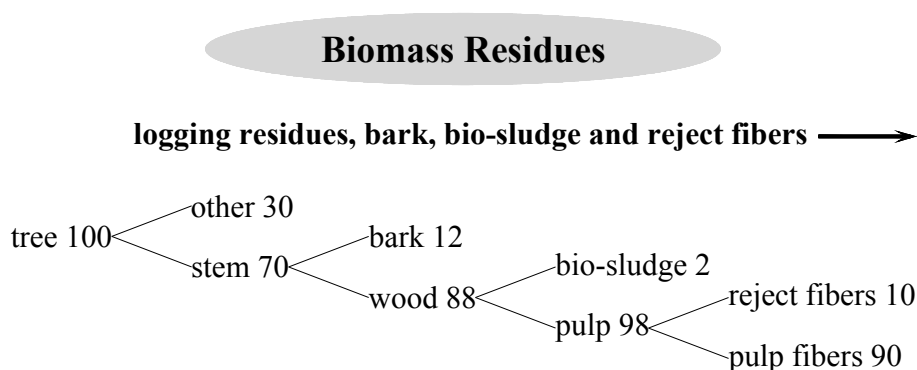 Biomass Residues
logging residues, bark, bio-sludge and reject fibers
other 30
tree 100
bark 12
stem 70
bio-sludge 2
wood 88
reject fibers 10
pulp 98
pulp fibers 90